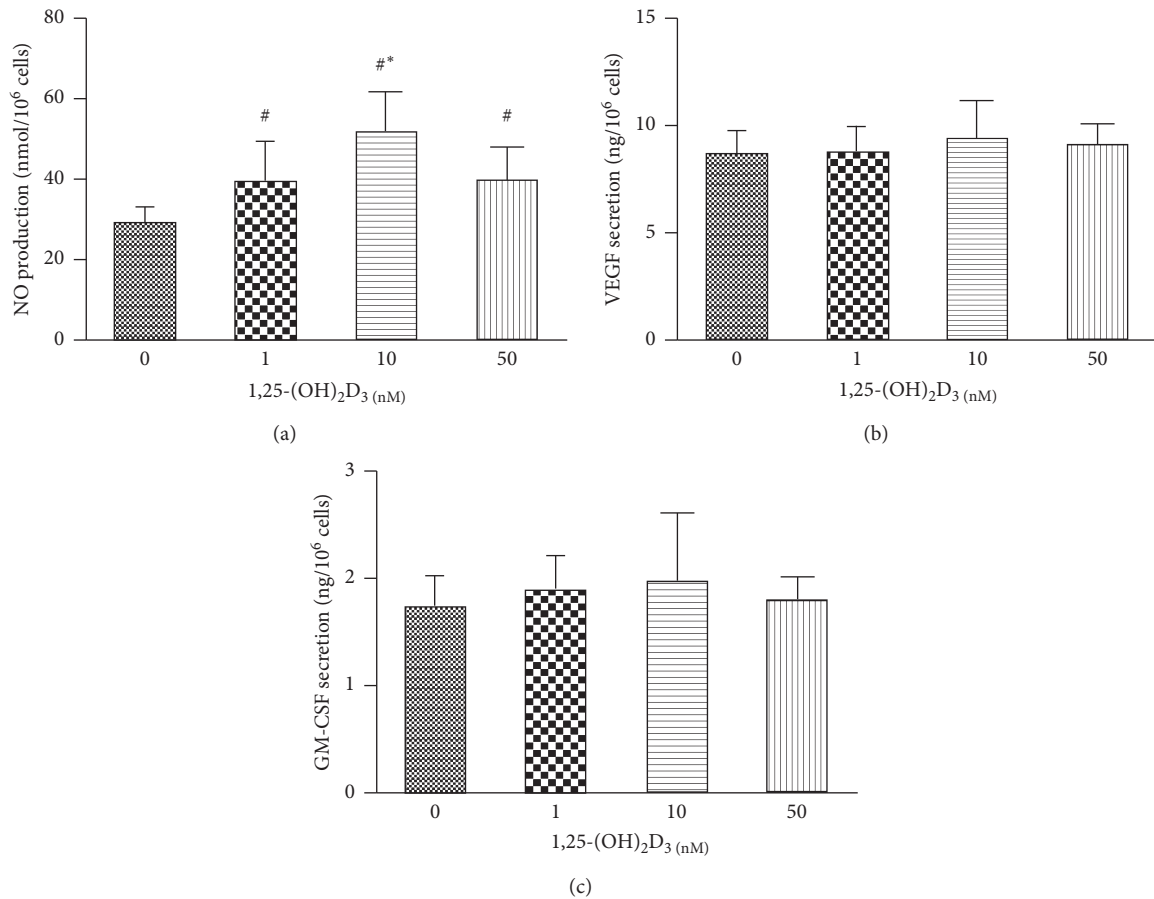 NO production (nmol/10⁶ cells)
80
60
40
20
0
#
#*
#
0 1 10 50
1,25-(OH)₂D₃ (nM)
(a)
VEGF secretion (ng/10⁶ cells)
15
10
5
0
0 1 10 50
1,25-(OH)₂D₃ (nM)
(b)
GM-CSF secretion (ng/10⁶ cells)
3
2
1
0
0 1 10 50
1,25-(OH)₂D₃ (nM)
(c)